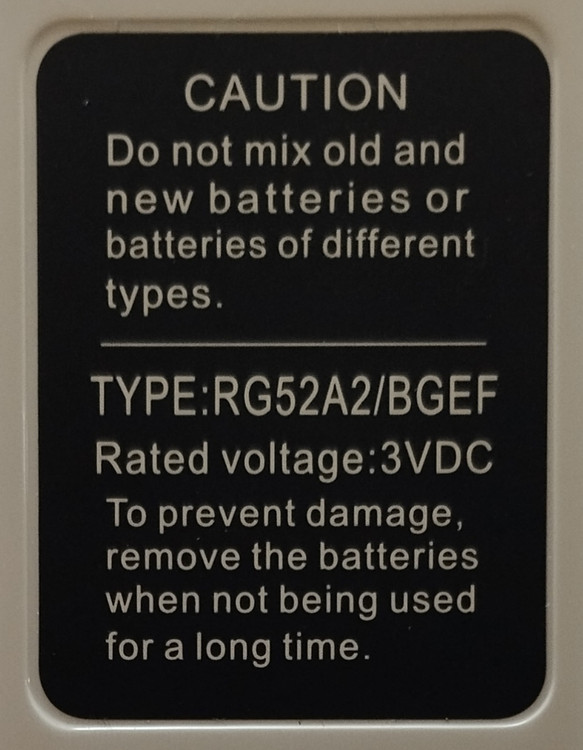 CAUTION
Do not mix old and
new batteries or
batteries of different
types.
TYPE:RG52A2/BGEF
Rated voltage:3VDC
To prevent damage,
remove the batteries
when not being used
for a long time.